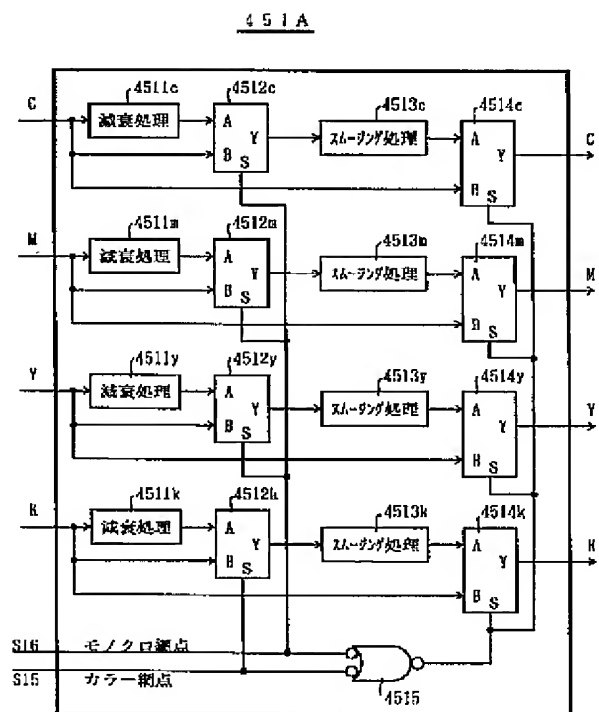 451A
4511c 4512c 4513c 4514c
C 減衰処理 A B Y S スムージング処理 A B Y S C
4511m 4512m 4513m 4514m
M 減衰処理 A B Y S スムージング処理 A B Y S M
4511y 4512y 4513y 4514y
Y 減衰処理 A B Y S スムージング処理 A B Y S Y
4511k 4512k 4513k 4514k
K 減衰処理 A B Y S スムージング処理 A B Y S K
S16 モノクロ網点
S15 カラー網点
4515